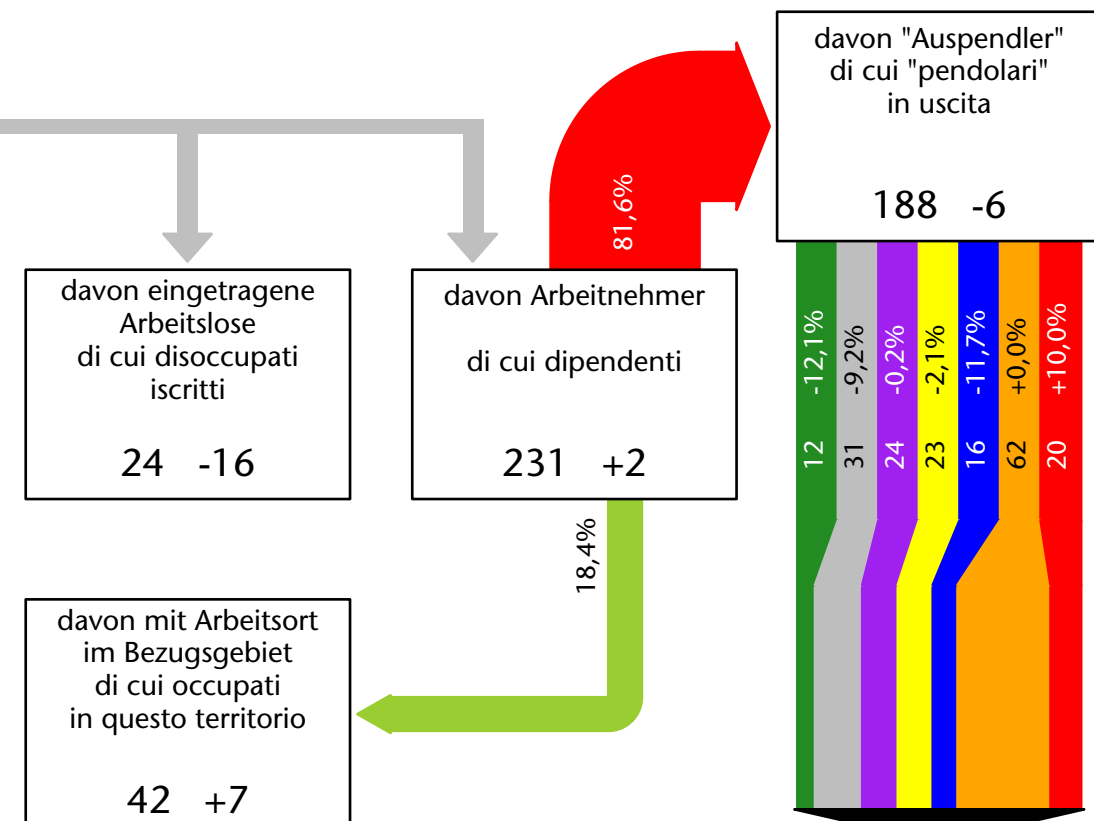 davon "Auspendler"
di cui "pendolari"
in uscita
188 -6
81,6%
davon eingetragene
Arbeitslose
di cui disoccupati
iscritti
24 -16
davon Arbeitnehmer
di cui dipendenti
231 +2
12 -12,1%
31 -9,2%
24 -0,2%
23 -2,1%
16 -11,7%
62 +0,0%
20 +10,0%
18,4%
davon mit Arbeitsort
im Bezugsgebiet
di cui occupati
in questo territorio
42 +7